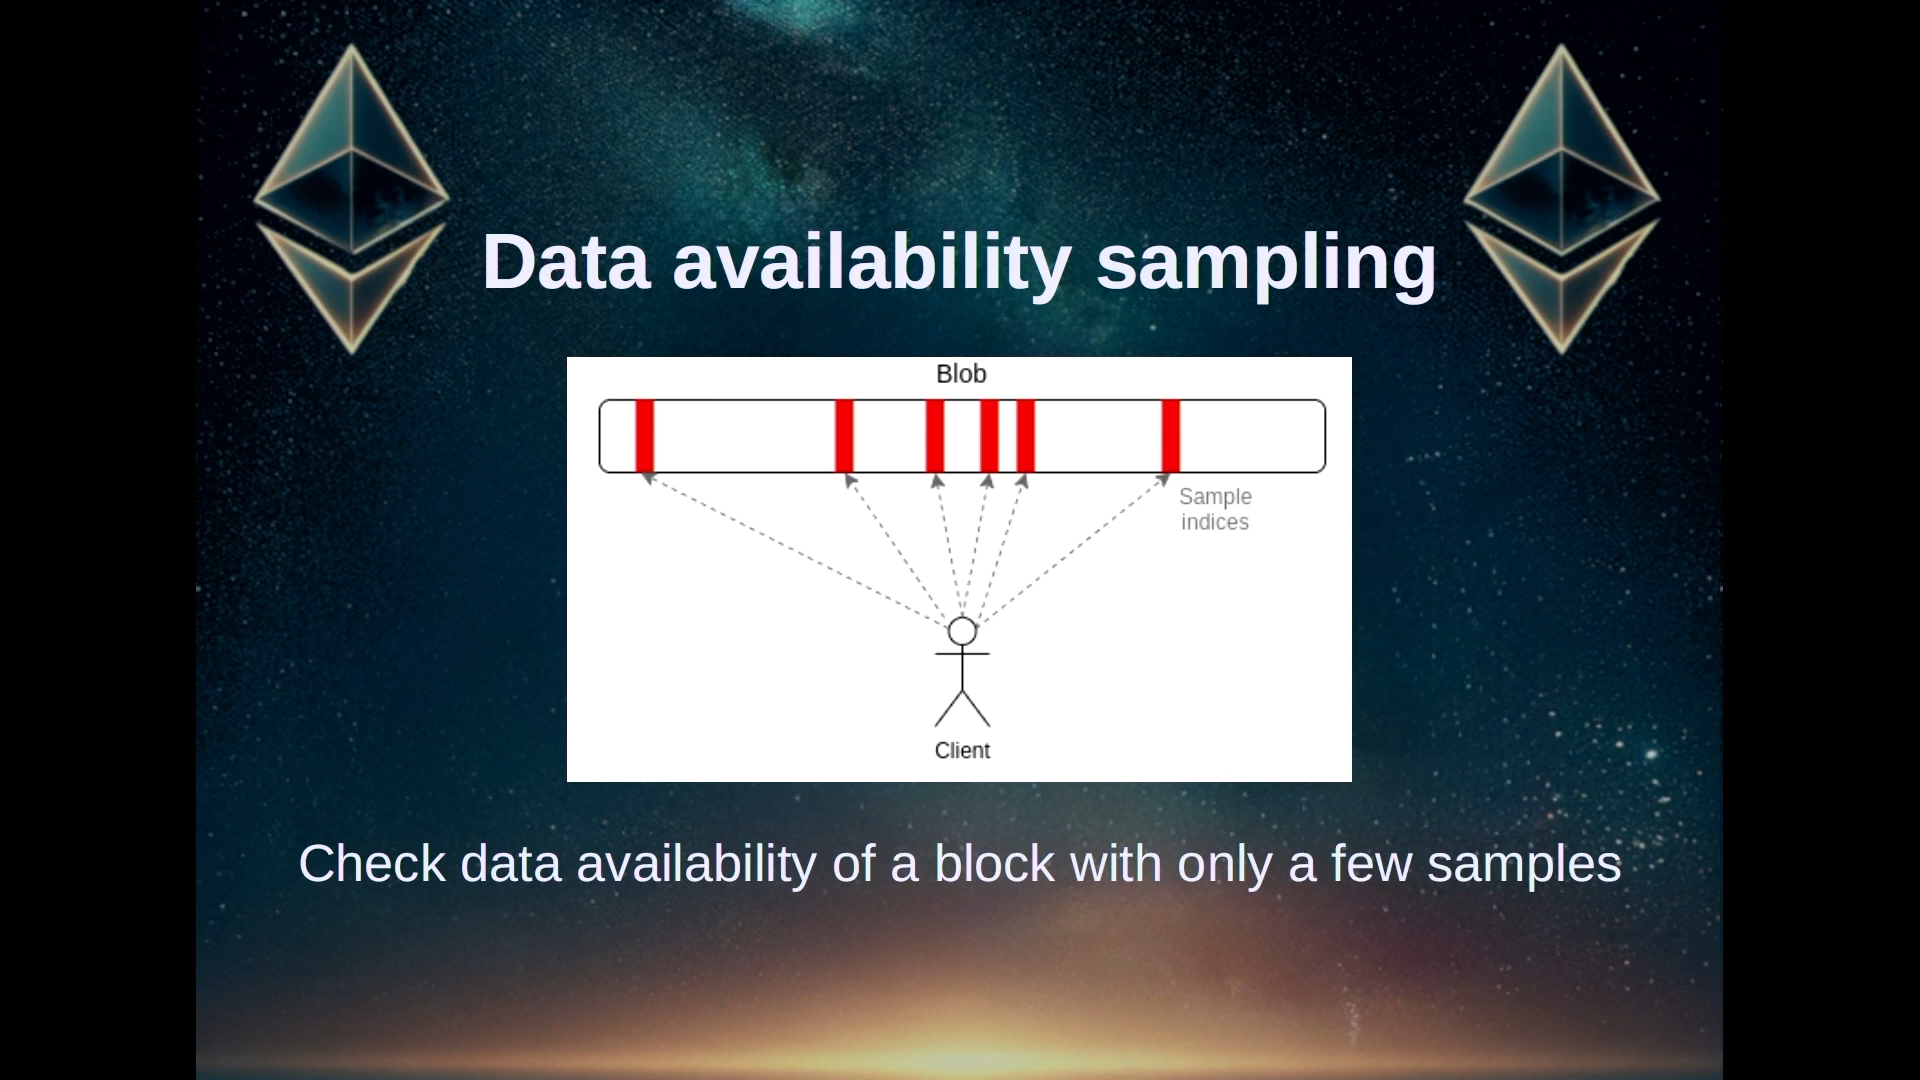 Data availability sampling
Blob
Sample
indices
Client
Check data availability of a block with only a few samples